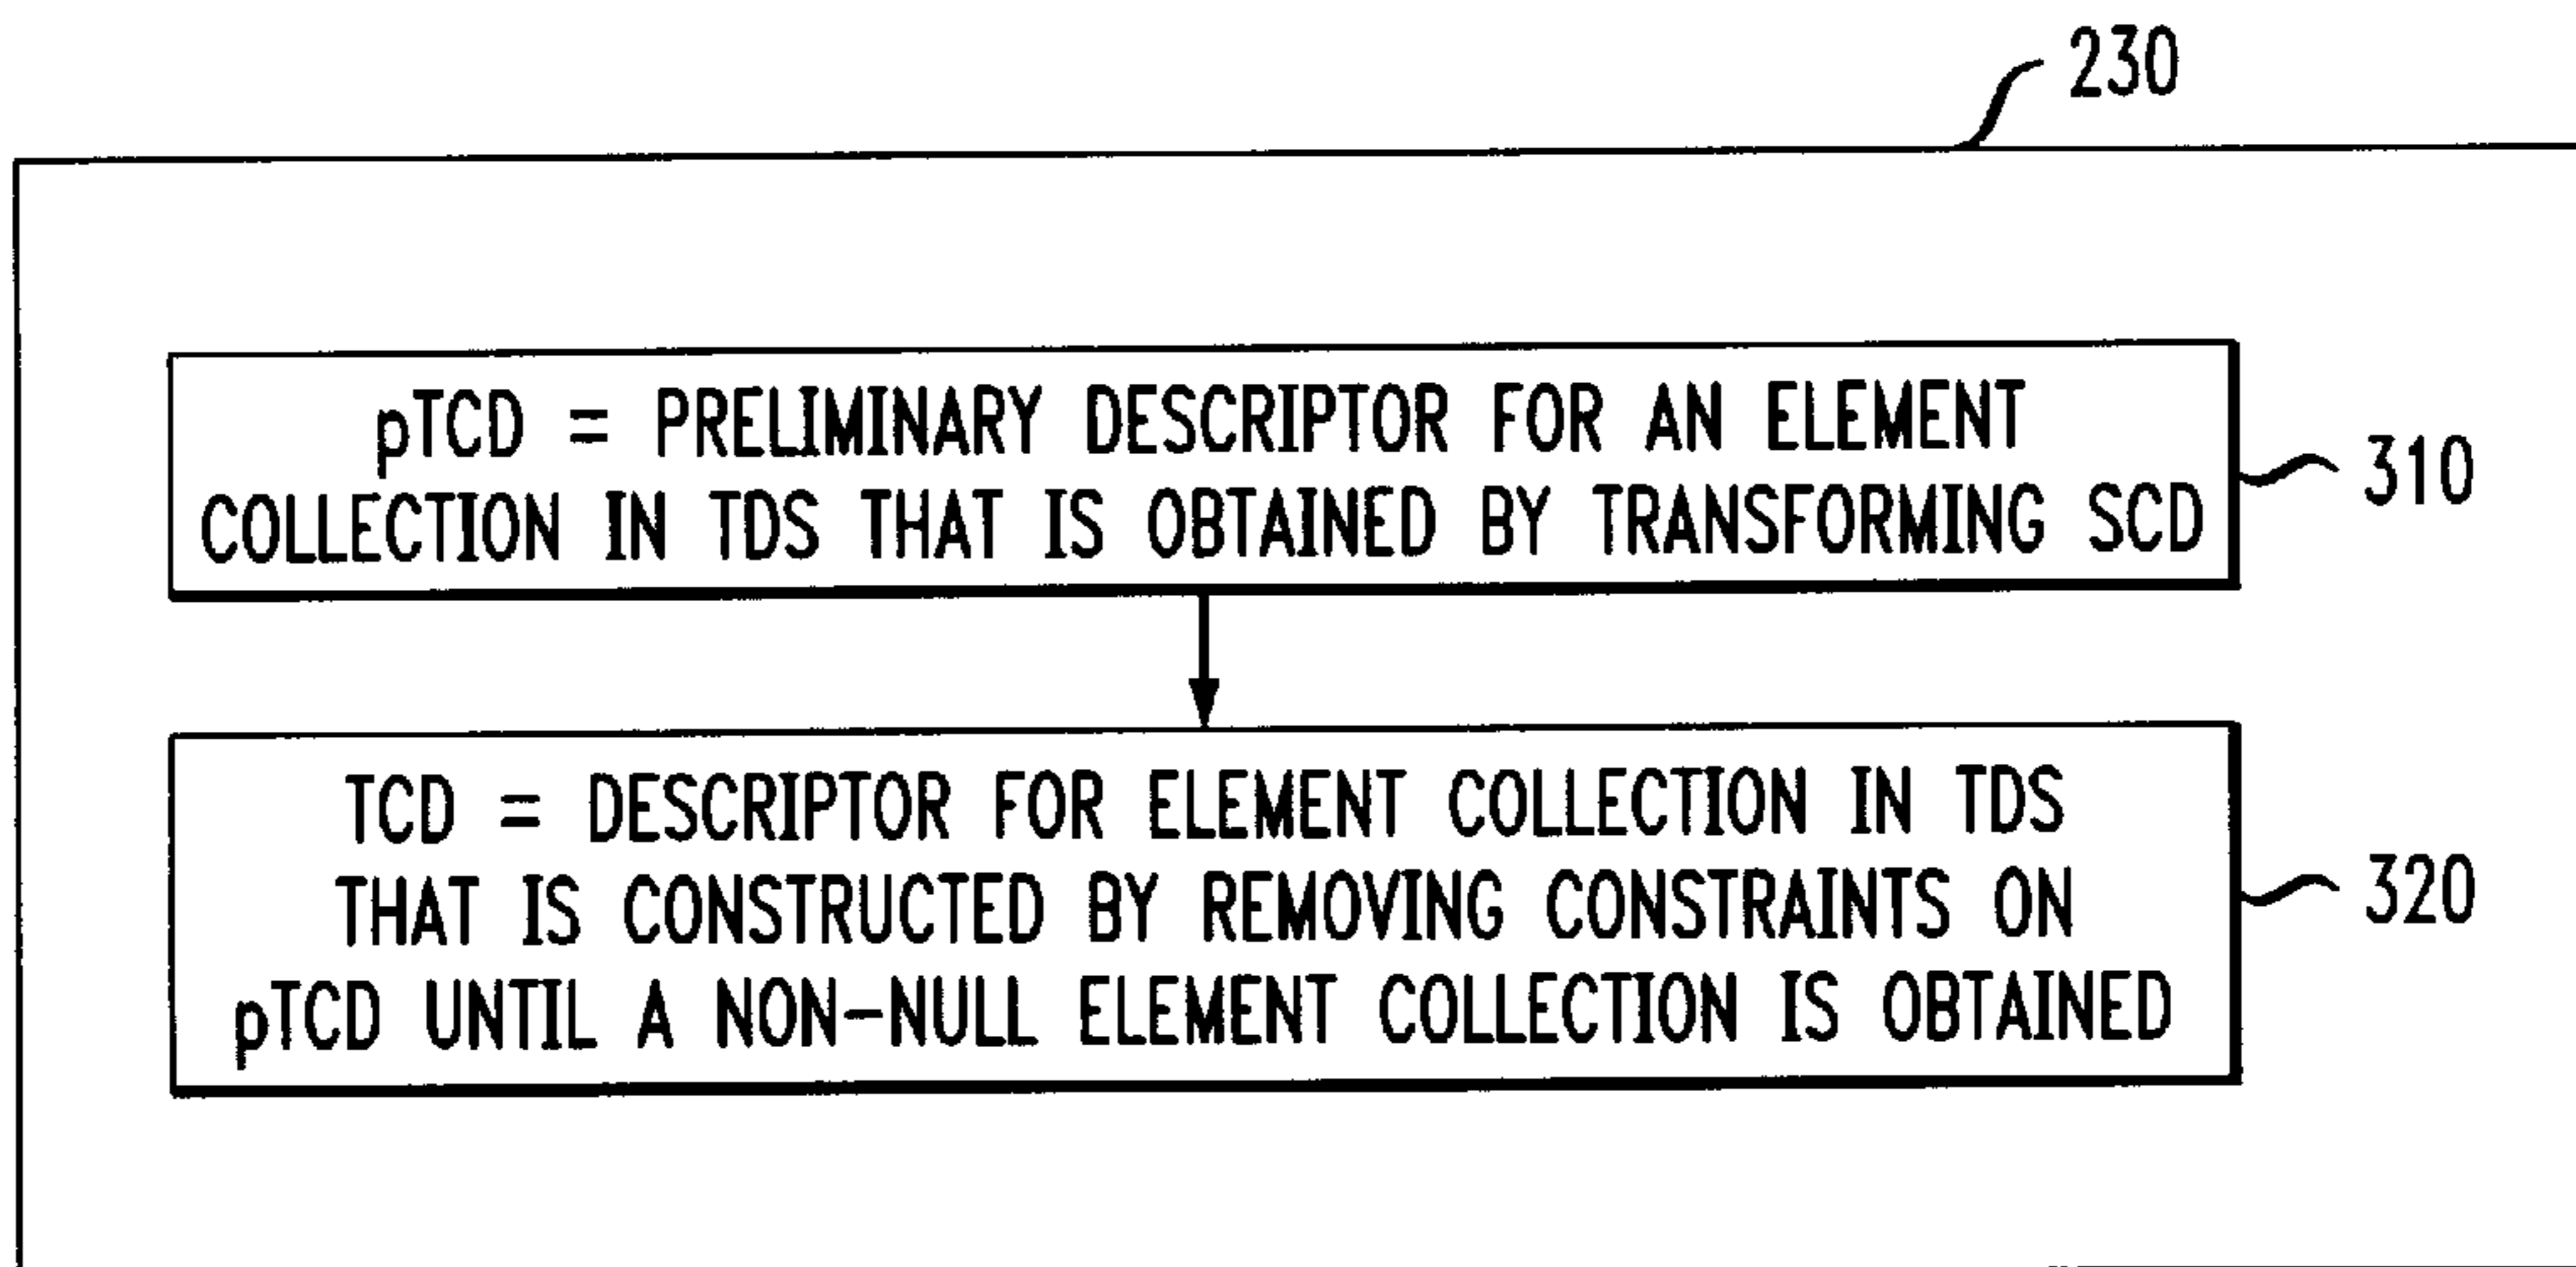 230
pTCD = PRELIMINARY DESCRIPTOR FOR AN ELEMENT
COLLECTION IN TDS THAT IS OBTAINED BY TRANSFORMING SCD
310
TCD = DESCRIPTOR FOR ELEMENT COLLECTION IN TDS
THAT IS CONSTRUCTED BY REMOVING CONSTRAINTS ON
pTCD UNTIL A NON-NULL ELEMENT COLLECTION IS OBTAINED
320